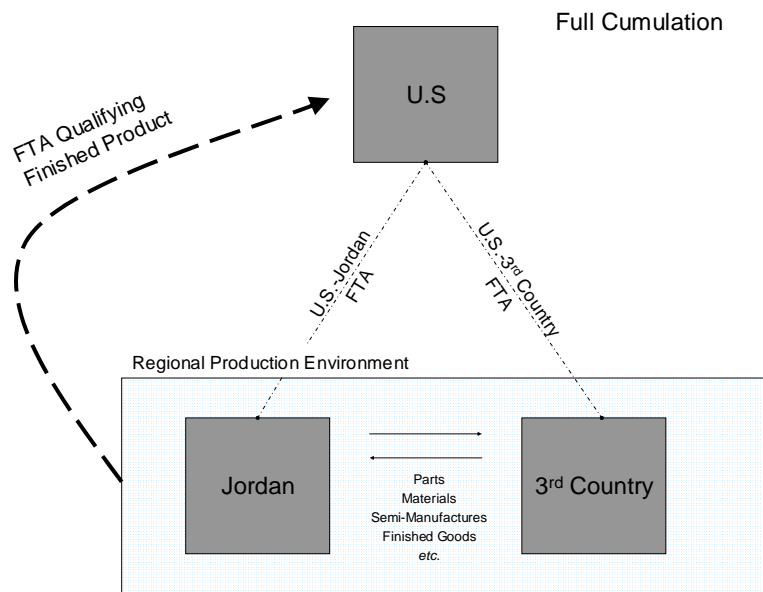 Full Cumulation
U.S
FTA Qualifying
Finished Product
U.S.-Jordan
FTA
U.S.-3rd Country
FTA
Regional Production Environment
Jordan
3rd Country
Parts
Materials
Semi-Manufactures
Finished Goods
etc.